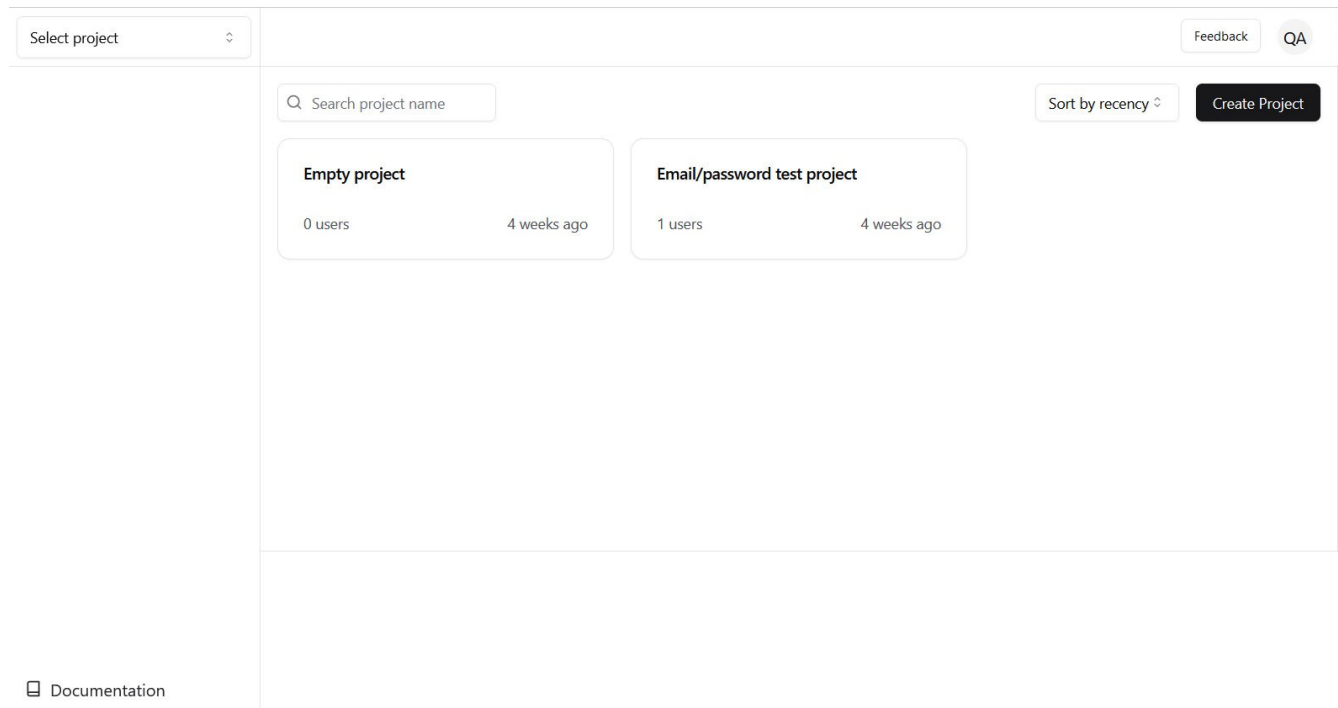 Select project
Feedback
QA
Search project name
Sort by recency
Create Project
Empty project
0 users
4 weeks ago
Email/password test project
1 users
4 weeks ago
Documentation